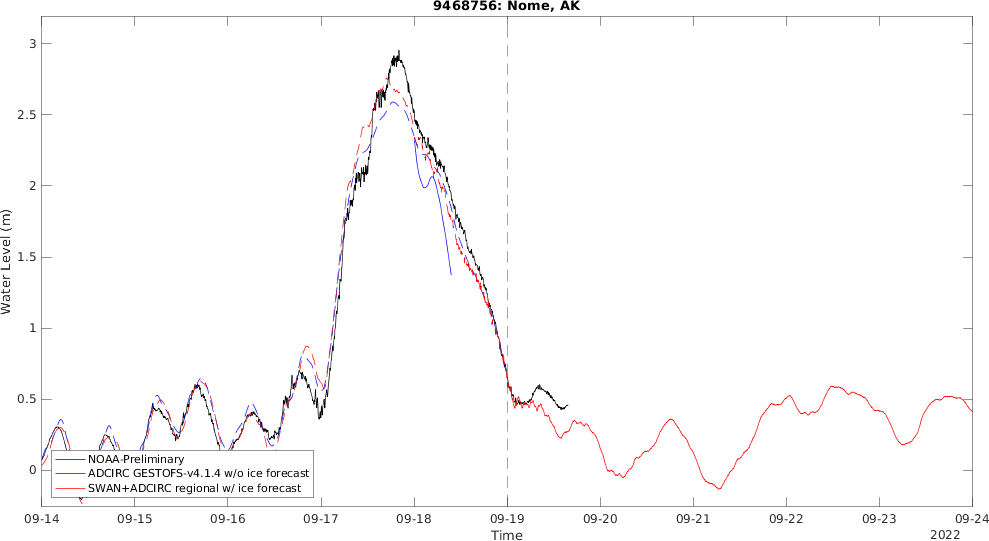 9468756: Nome, AK
Water Level (m)
3
2.5
2
1.5
1
0.5
0
NOAA-Preliminary
ADCIRC GESTOFS-v4.1.4 w/o ice forecast
SWAN+ADCIRC regional w/ ice forecast
09-14 09-15 09-16 09-17 09-18 09-19 09-20 09-21 09-22 09-23 09-24
Time
2022